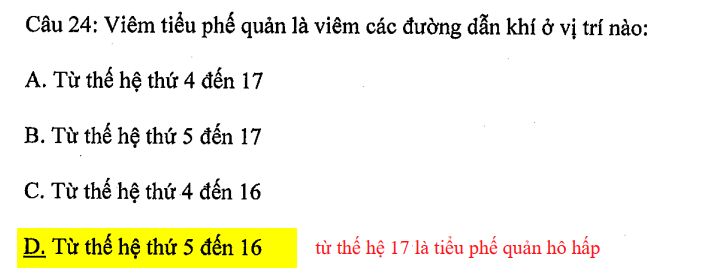 Câu 24: Viêm tiểu phế quản là viêm các đường dẫn khí ở vị trí nào:
A. Từ thế hệ thứ 4 đến 17
B. Từ thế hệ thứ 5 đến 17
C. Từ thế hệ thứ 4 đến 16
D. Từ thế hệ thứ 5 đến 16 từ thế hệ 17 là tiểu phế quản hô hấp